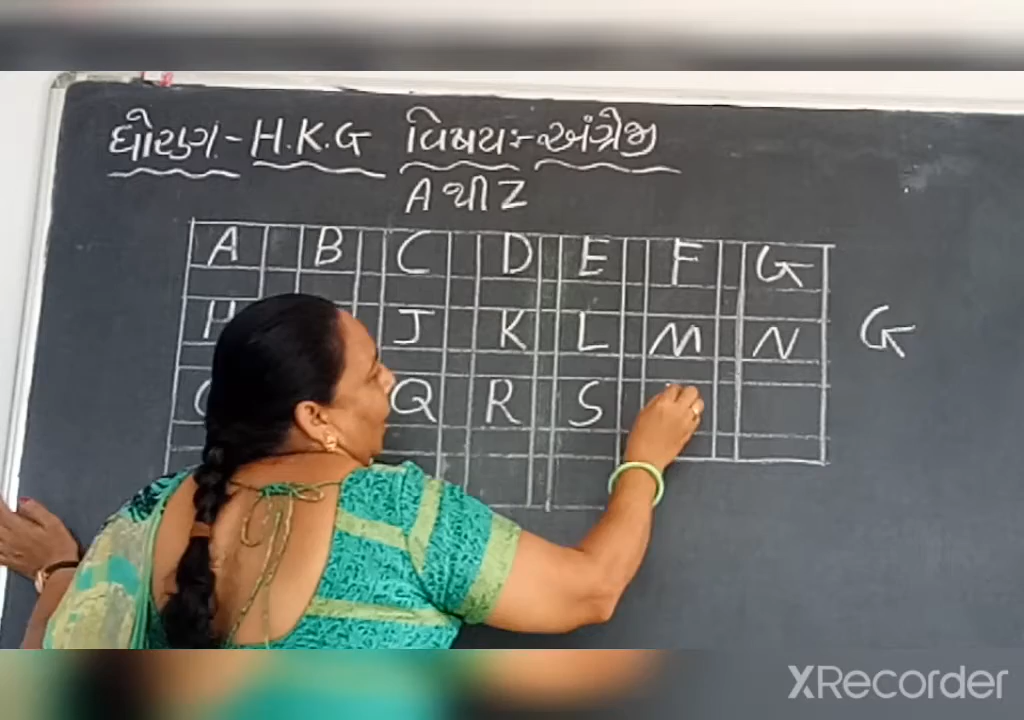 ધોરણ - H.K.G વિષય :- અંગ્રેજી
A થી Z
A B C D E F G
H J K L M N G
Q R S
XRecorder